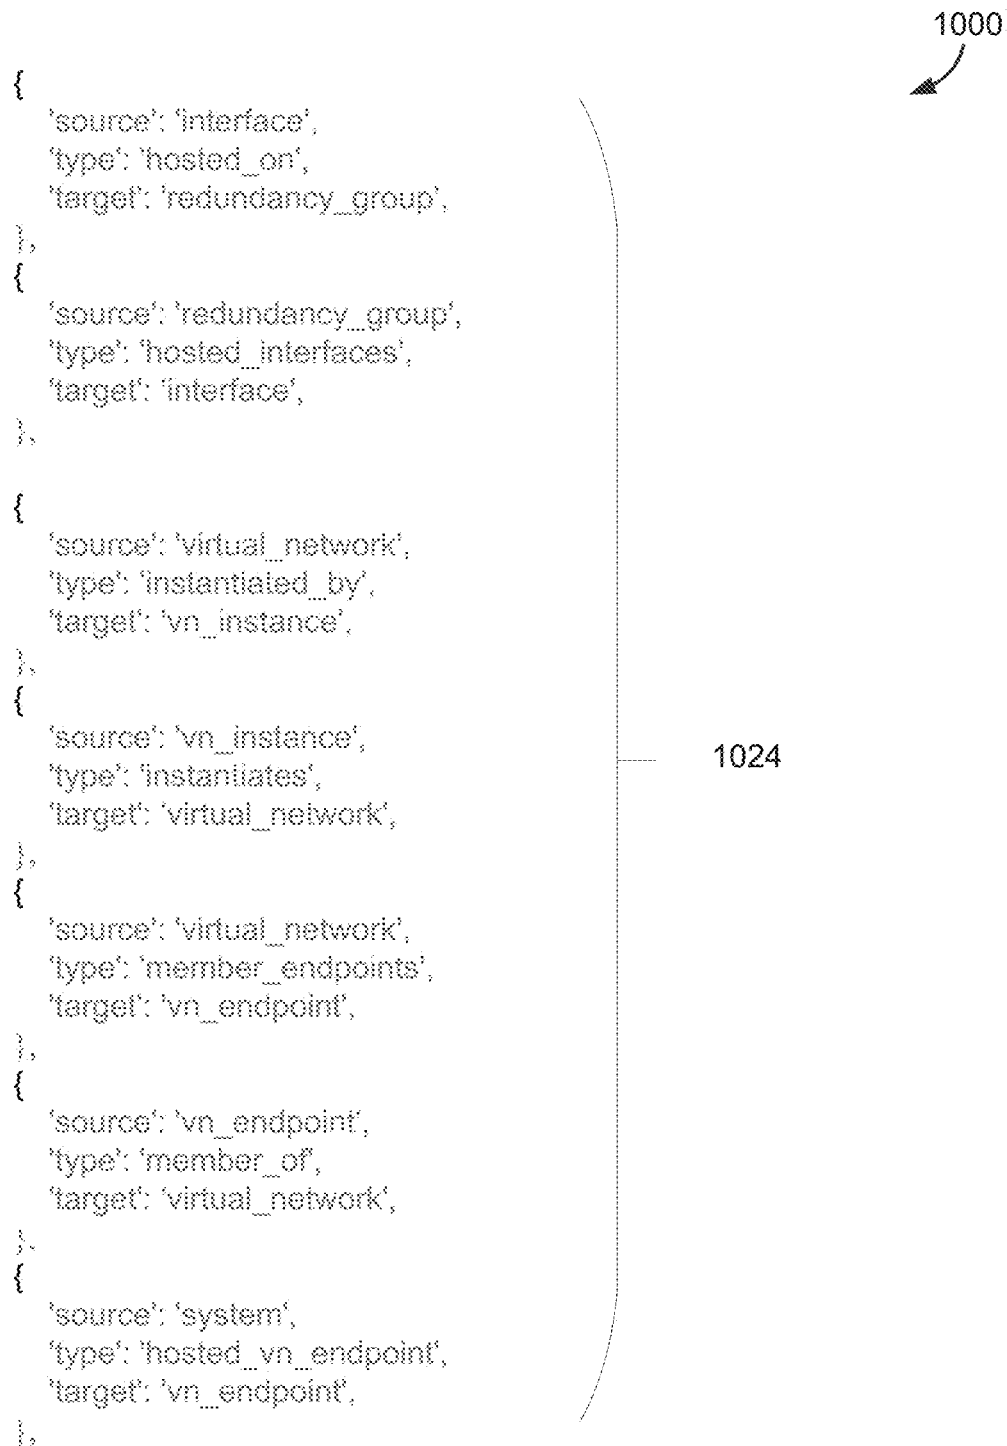 1000
{
'source': 'interface',
'type': 'hosted_on',
'target': 'redundancy_group',
},
{
'source': 'redundancy_group',
'type': 'hosted_interfaces',
'target': 'interface',
},
{
'source': 'virtual_network',
'type': 'instantiated_by',
'target': 'vn_instance',
},
{
'source': 'vn_instance',
'type': 'instantiates',
'target': 'virtual_network',
},
{
'source': 'virtual_network',
'type': 'member_endpoints',
'target': 'vn_endpoint',
},
{
'source': 'vn_endpoint',
'type': 'member_of',
'target': 'virtual_network',
},
{
'source': 'system',
'type': 'hosted_vn_endpoint',
'target': 'vn_endpoint',
},
1024